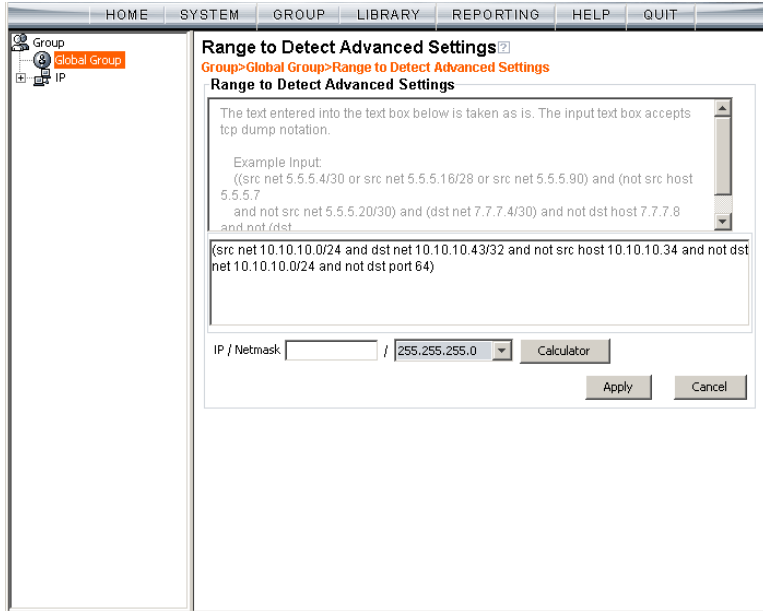 HOME SYSTEM GROUP LIBRARY REPORTING HELP QUIT
Group
Global Group
IP
Range to Detect Advanced Settings?
Group>Global Group>Range to Detect Advanced Settings
Range to Detect Advanced Settings
The text entered into the text box below is taken as is. The input text box accepts
tcp dump notation.
Example Input:
((src net 5.5.5.4/30 or src net 5.5.5.16/28 or src net 5.5.5.90) and (not src host
5.5.5.7
and not src net 5.5.5.20/30) and (dst net 7.7.7.4/30) and not dst host 7.7.7.8
and not (dst
(src net 10.10.10.0/24 and dst net 10.10.10.43/32 and not src host 10.10.10.34 and not dst
net 10.10.10.0/24 and not dst port 64)
IP / Netmask / 255.255.255.0 Calculator
Apply Cancel